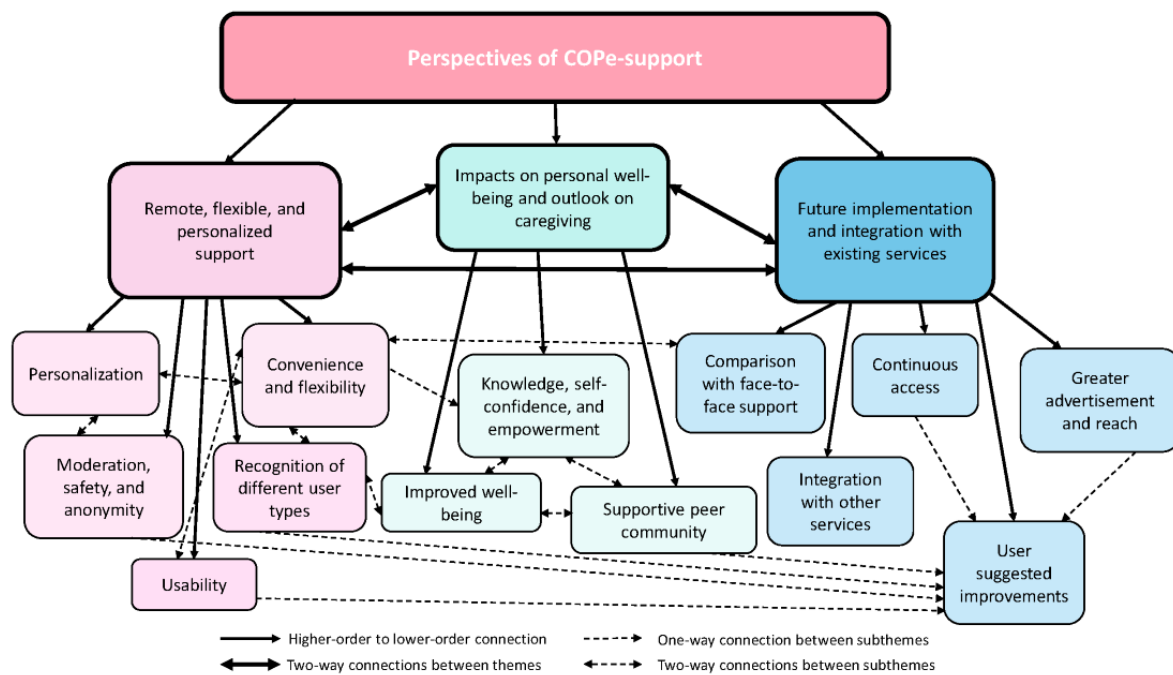 Perspectives of COPe-support
Impacts on personal well-
being and outlook on
caregiving
Remote, flexible, and
personalized
support
Future implementation
and integration with
existing services
Personalization
Convenience
and flexibility
Knowledge, self-
confidence, and
empowerment
Comparison
with face-to-
face support
Continuous
access
Greater
advertisement
and reach
Moderation,
safety, and
anonymity
Recognition of
different user
types
Improved well-
being
Supportive peer
community
Integration
with other
services
User
suggested
improvements
Usability
Higher-order to lower-order connection
One-way connection between subthemes
Two-way connections between themes
Two-way connections between subthemes